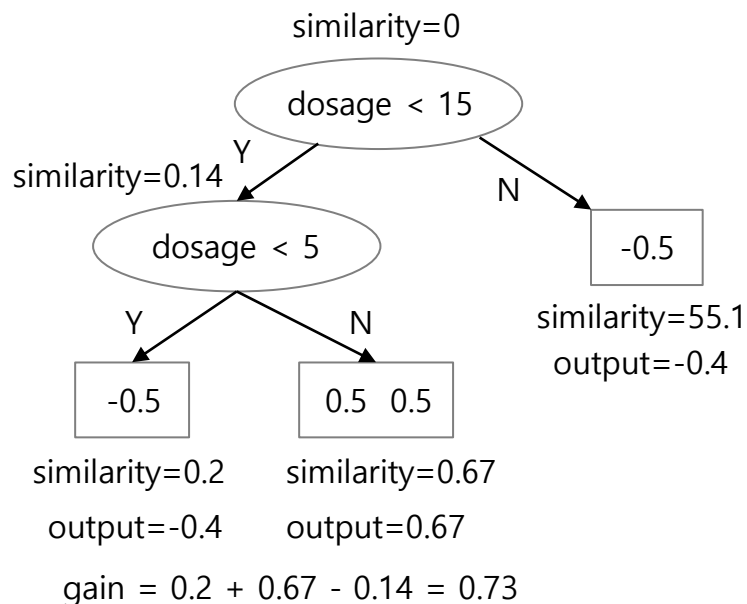 similarity=0
dosage < 15
Y
similarity=0.14
N
dosage < 5
-0.5
similarity=55.1
output=-0.4
Y
N
-0.5
0.5 0.5
similarity=0.2
similarity=0.67
output=-0.4
output=0.67
gain = 0.2 + 0.67 - 0.14 = 0.73